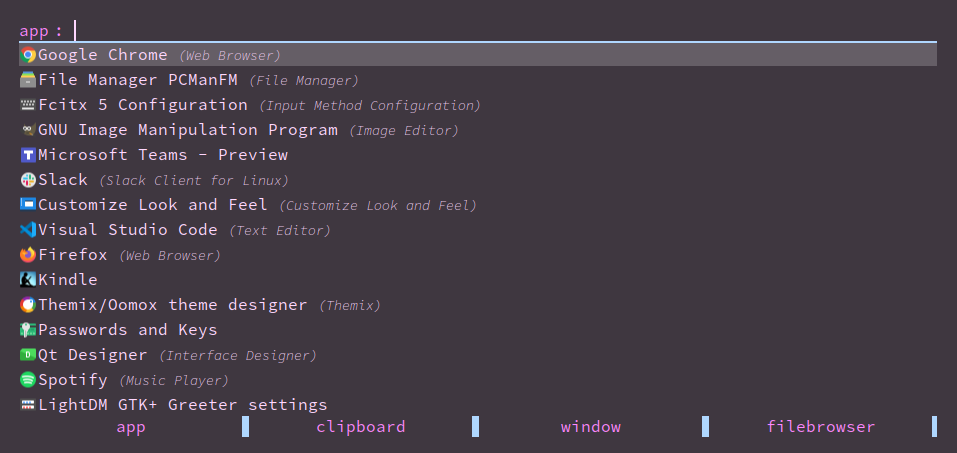 app :
Google Chrome (Web Browser)
File Manager PCManFM (File Manager)
Fcitx 5 Configuration (Input Method Configuration)
GNU Image Manipulation Program (Image Editor)
Microsoft Teams - Preview
Slack (Slack Client for Linux)
Customize Look and Feel (Customize Look and Feel)
Visual Studio Code (Text Editor)
Firefox (Web Browser)
Kindle
Themix/Oomox theme designer (Themix)
Passwords and Keys
Qt Designer (Interface Designer)
Spotify (Music Player)
LightDM GTK+ Greeter settings
app clipboard window filebrowser